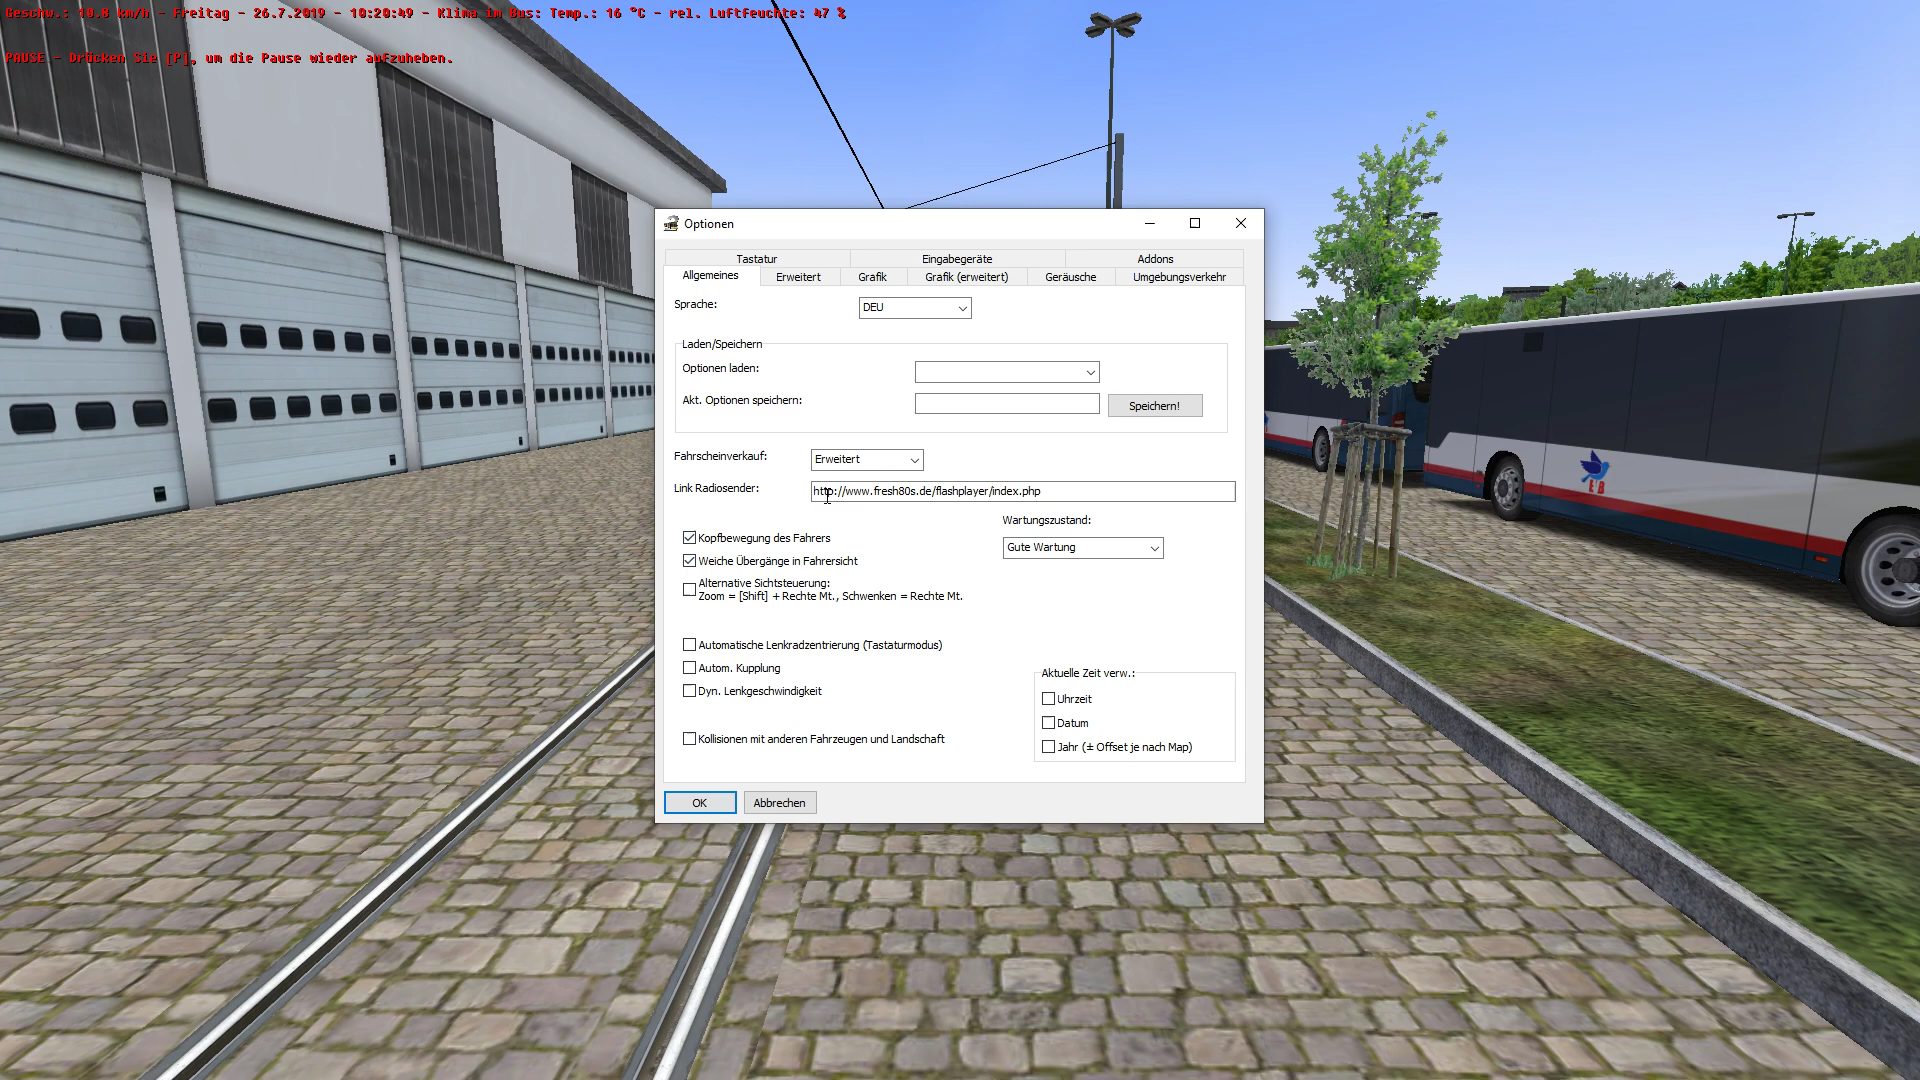 Geschw.: 10.8 km/h - Freitag - 26.7.2019 - 10:20:49 - Klima im Bus: Temp.: 16 °C - rel. Luftfeuchte: 47 %
PAUSE - Drücken Sie [P], um die Pause wieder aufzuheben.
Optionen
Tastatur Eingabegeräte Addons
Allgemeines Erweitert Grafik Grafik (erweitert) Geräusche Umgebungsverkehr
Sprache: DEU
Laden/Speichern
Optionen laden:
Akt. Optionen speichern: Speichern!
Fahrscheinverkauf: Erweitert
Link Radiosender: http://www.fresh80s.de/flashplayer/index.php
Wartungszustand:
Kopfbewegung des Fahrers
Gute Wartung
Weiche Übergänge in Fahrersicht
Alternative Sichtsteuerung:
Zoom = [Shift] + Rechte Mt., Schwenken = Rechte Mt.
Automatische Lenkradzentrierung (Tastaturmodus)
Autom. Kupplung
Aktuelle Zeit verw.:
Dyn. Lenkgeschwindigkeit
Uhrzeit
Datum
Kollisionen mit anderen Fahrzeugen und Landschaft
Jahr (± Offset je nach Map)
OK Abbrechen
E B